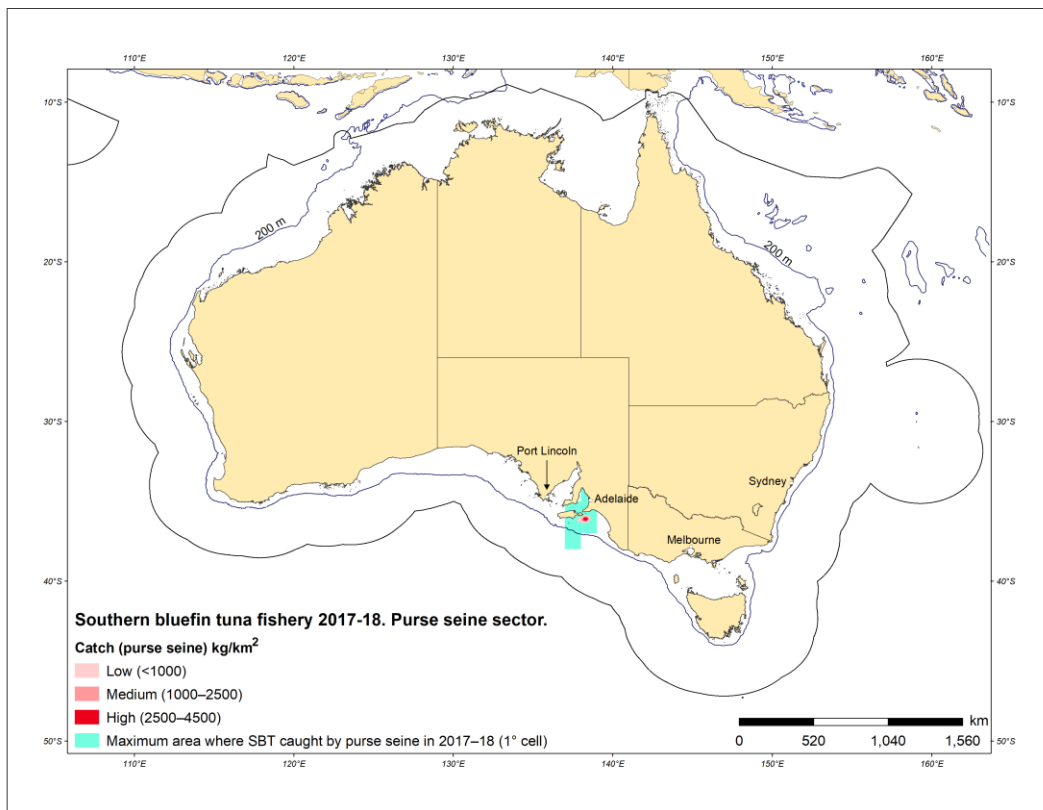 110°E 120°E 130°E 140°E 150°E 160°E
10°S 10°S
200 m 200 m
20°S 20°S
30°S 30°S
Port Lincoln
Adelaide
Sydney
Melbourne
40°S 40°S
Southern bluefin tuna fishery 2017-18. Purse seine sector.
Catch (purse seine) kg/km²
Low (<1000)
Medium (1000–2500)
High (2500–4500)
Maximum area where SBT caught by purse seine in 2017–18 (1° cell)
km
0 520 1,040 1,560
50°S 50°S
110°E 120°E 130°E 140°E 150°E 160°E